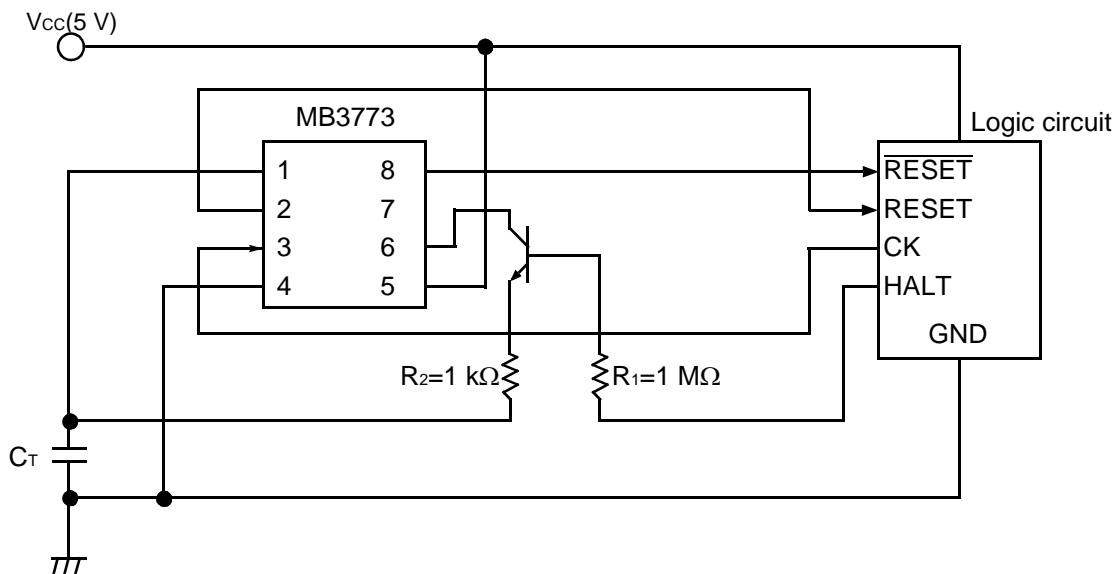 VCC(5 V)
MB3773
Logic circuit
1 8
2 7
3 6
4 5
RESET
RESET
CK
HALT
GND
R2=1 kΩ
R1=1 MΩ
CT